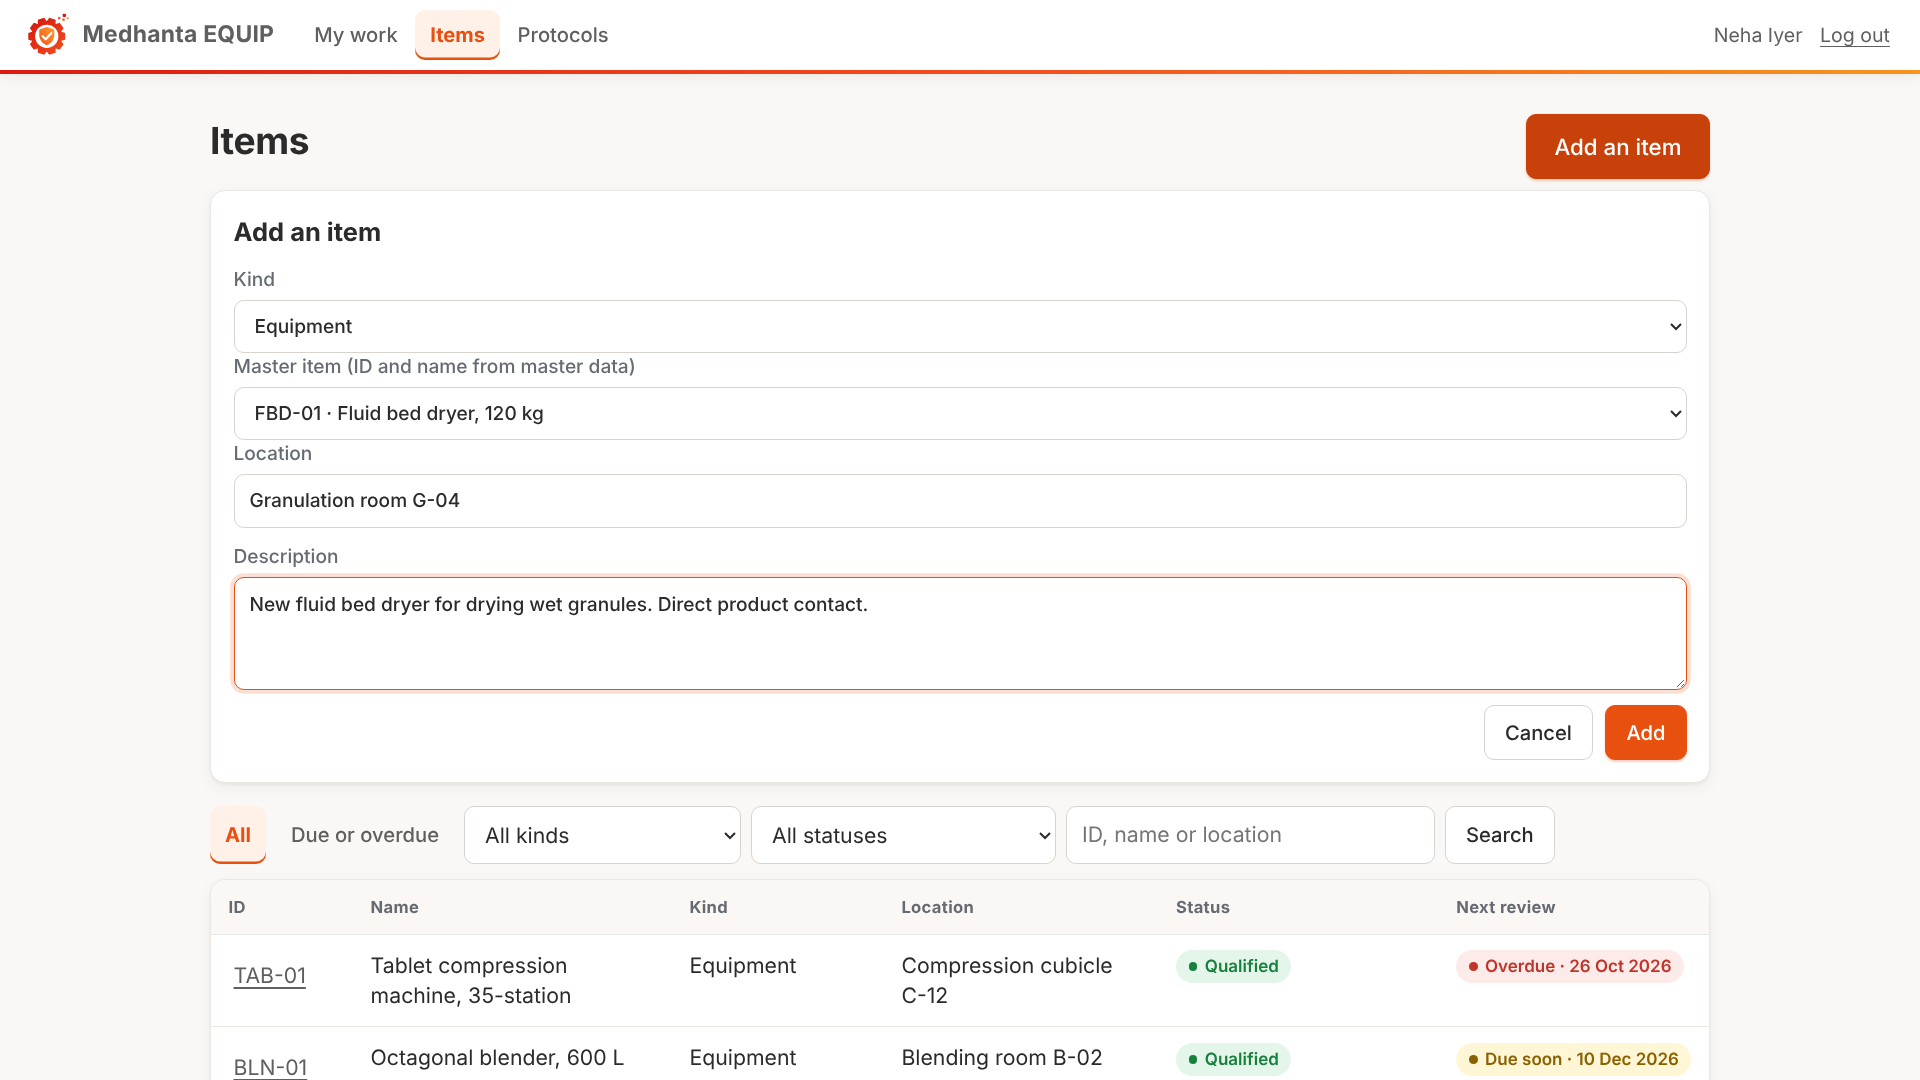 Medhanta EQUIP My work Items Protocols Neha Iyer Log out
Items Add an item
Add an item
Kind
Equipment
Master item (ID and name from master data)
FBD-01 · Fluid bed dryer, 120 kg
Location
Granulation room G-04
Description
New fluid bed dryer for drying wet granules. Direct product contact.
Cancel Add
All Due or overdue All kinds All statuses ID, name or location Search
ID Name Kind Location Status Next review
TAB-01 Tablet compression machine, 35-station Equipment Compression cubicle C-12 Qualified Overdue · 26 Oct 2026
BLN-01 Octagonal blender, 600 L Equipment Blending room B-02 Qualified Due soon · 10 Dec 2026